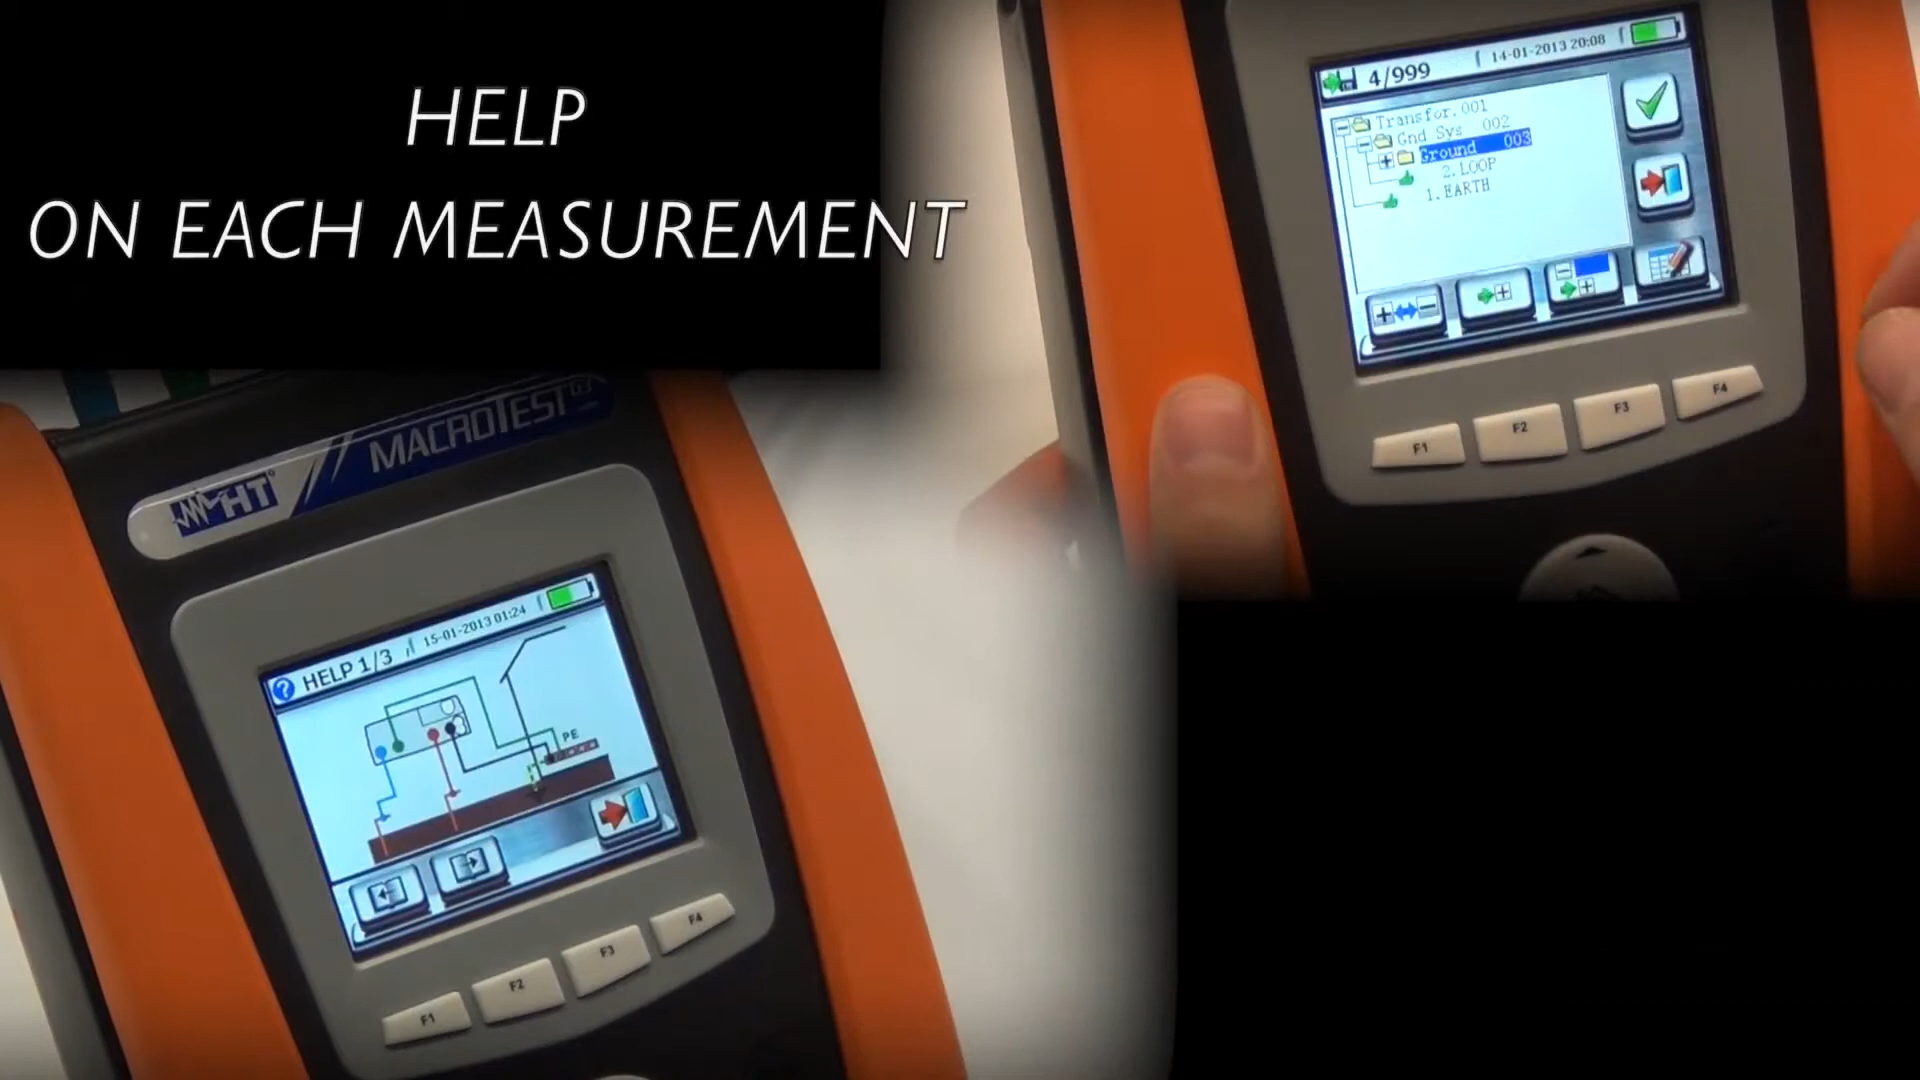 HELP
ON EACH MEASUREMENT
4/999
14-01-2013 20:08
Transfor.001
Gnd Sys 002
Ground 003
2.LOOP
1.EARTH
F1
F2
F3
F4
HT
MACROTEST
HELP 1/3
15-01-2013 01:24
PE
F1
F2
F3
F4